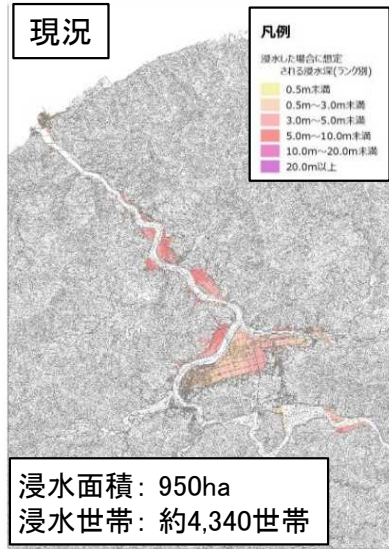 現況
凡例
浸水した場合に想定
される浸水深(ランク別)
0.5m未満
0.5m～3.0m未満
3.0m～5.0m未満
5.0m～10.0m未満
10.0m～20.0m未満
20.0m以上
浸水面積： 950ha
浸水世帯： 約4,340世帯